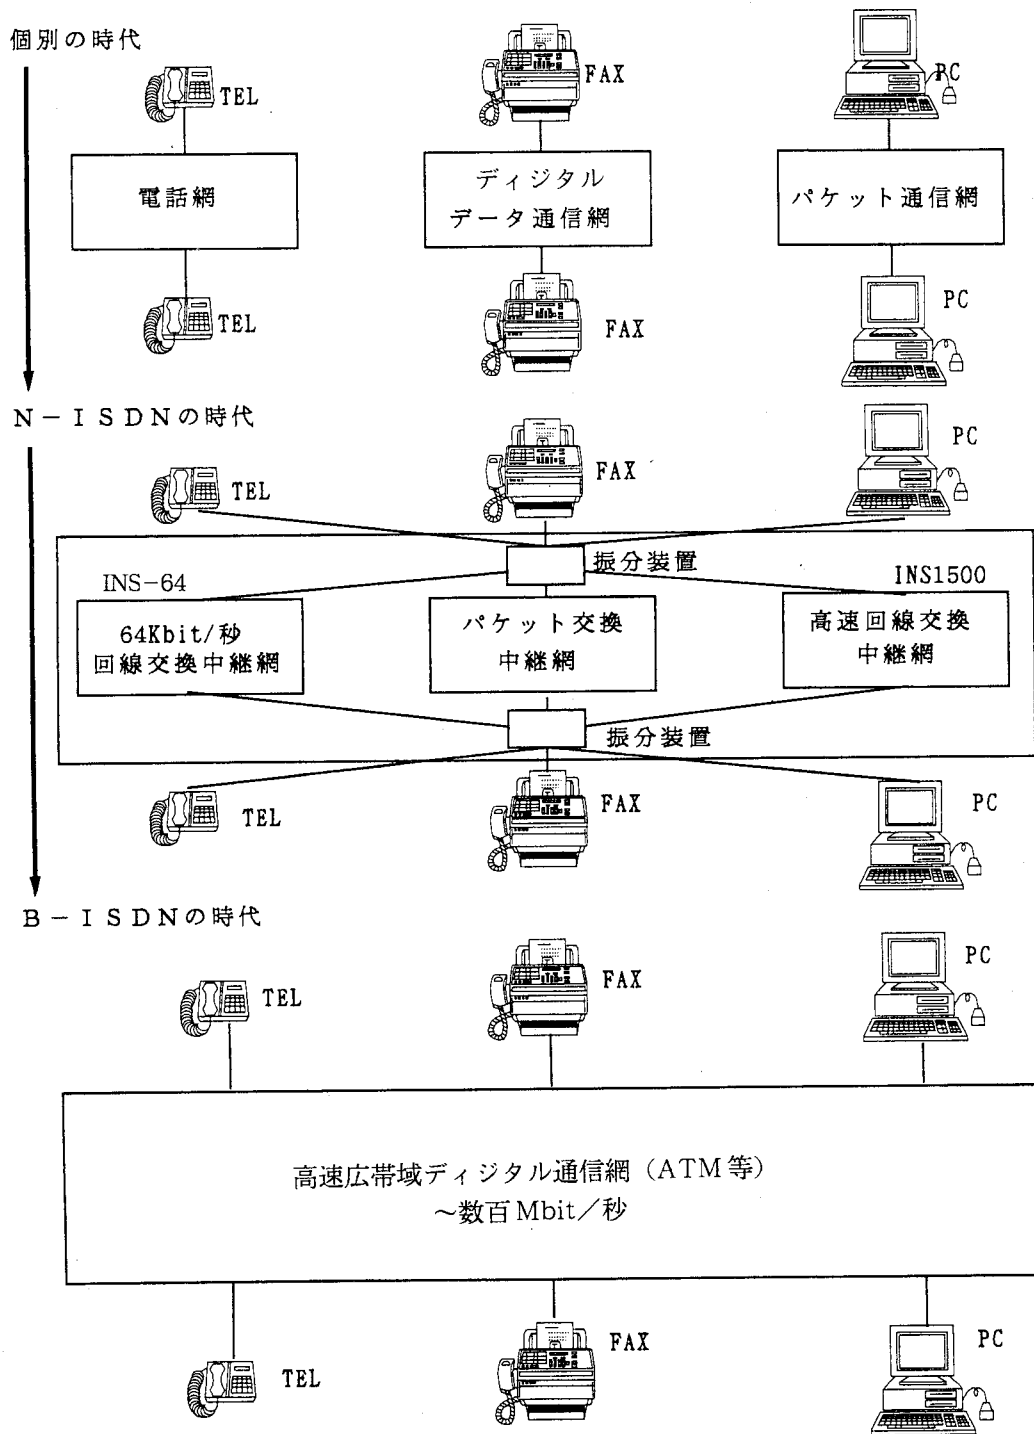 個別の時代
TEL
FAX
PC
電話網
ディジタル
データ通信網
パケット通信網
TEL
FAX
PC
N－ＩＳＤＮの時代
TEL
FAX
PC
振分装置
INS-64
INS1500
64Kbit/秒
回線交換中継網
パケット交換
中継網
高速回線交換
中継網
振分装置
TEL
FAX
PC
B－ＩＳＤＮの時代
TEL
FAX
PC
高速広帯域ディジタル通信網（ATM等）
～数百Mbit／秒
TEL
FAX
PC